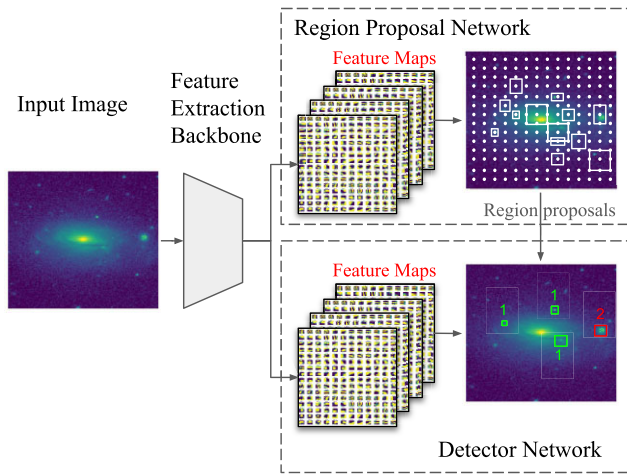 Region Proposal Network
Feature Maps
Feature
Extraction
Backbone
Input Image
Region proposals
Feature Maps
1
1
2
1
Detector Network